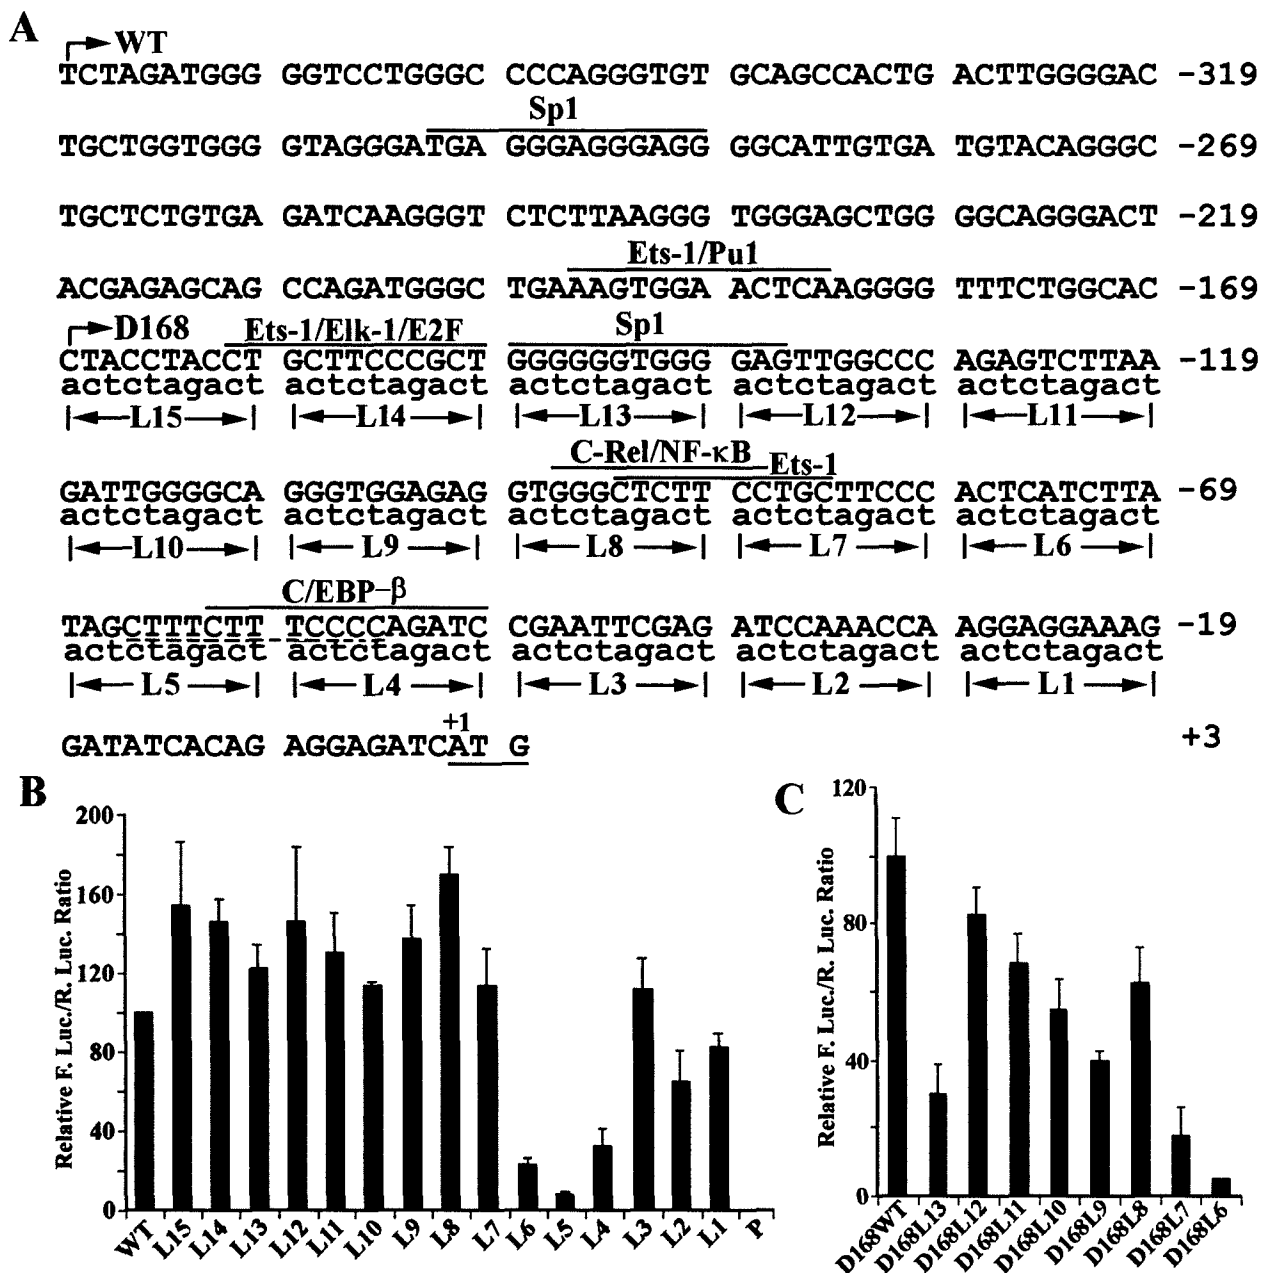 A
WT
TCTAGATGGG GGTCCTGGGC CCCAGGGTGT GCAGCCACTG ACTTGGGGAC -319
Sp1
TGCTGGTGGG GTAGGGATGA GGGAGGGAGG GGCATTGTGA TGTACAGGGC -269
TGCTCTGTGA GATCAAGGGT CTCTTAAGGG TGGGAGCTGG GGCAGGGACT -219
Ets-1/Pu1
ACGAGAGCAG CCAGATGGGC TGAAAGTGGA ACTCAAGGGG TTTCTGGCAC -169
D168 Ets-1/Elk-1/E2F Sp1
CTACCTACCT GCTTCCCGCT GGGGGGTGGG GAGTTGGCCC AGAGTCTTAA -119
actctagact actctagact actctagact actctagact actctagact
L15 L14 L13 L12 L11
C-Rel/NF-κB Ets-1
GATTGGGGCA GGGTGGAGAG GTGGGCTCTT CCTGCTTCCC ACTCATCTTA -69
actctagact actctagact actctagact actctagact actctagact
L10 L9 L8 L7 L6
C/EBP-β
TAGCTTTCTT TCCCCAGATC CGAATTCGAG ATCCAAACCA AGGAGGAAAG -19
actctagact actctagact actctagact actctagact actctagact
L5 L4 L3 L2 L1
+1
GATATCACAG AGGAGATCAT G +3
B
Relative F. Luc./R. Luc. Ratio
200
160
120
80
40
0
WT L15 L14 L13 L12 L11 L10 L9 L8 L7 L6 L5 L4 L3 L2 L1 P
C
Relative F. Luc./R. Luc. Ratio
120
80
40
0
D168WT D168L13 D168L12 D168L11 D168L10 D168L9 D168L8 D168L7 D168L6